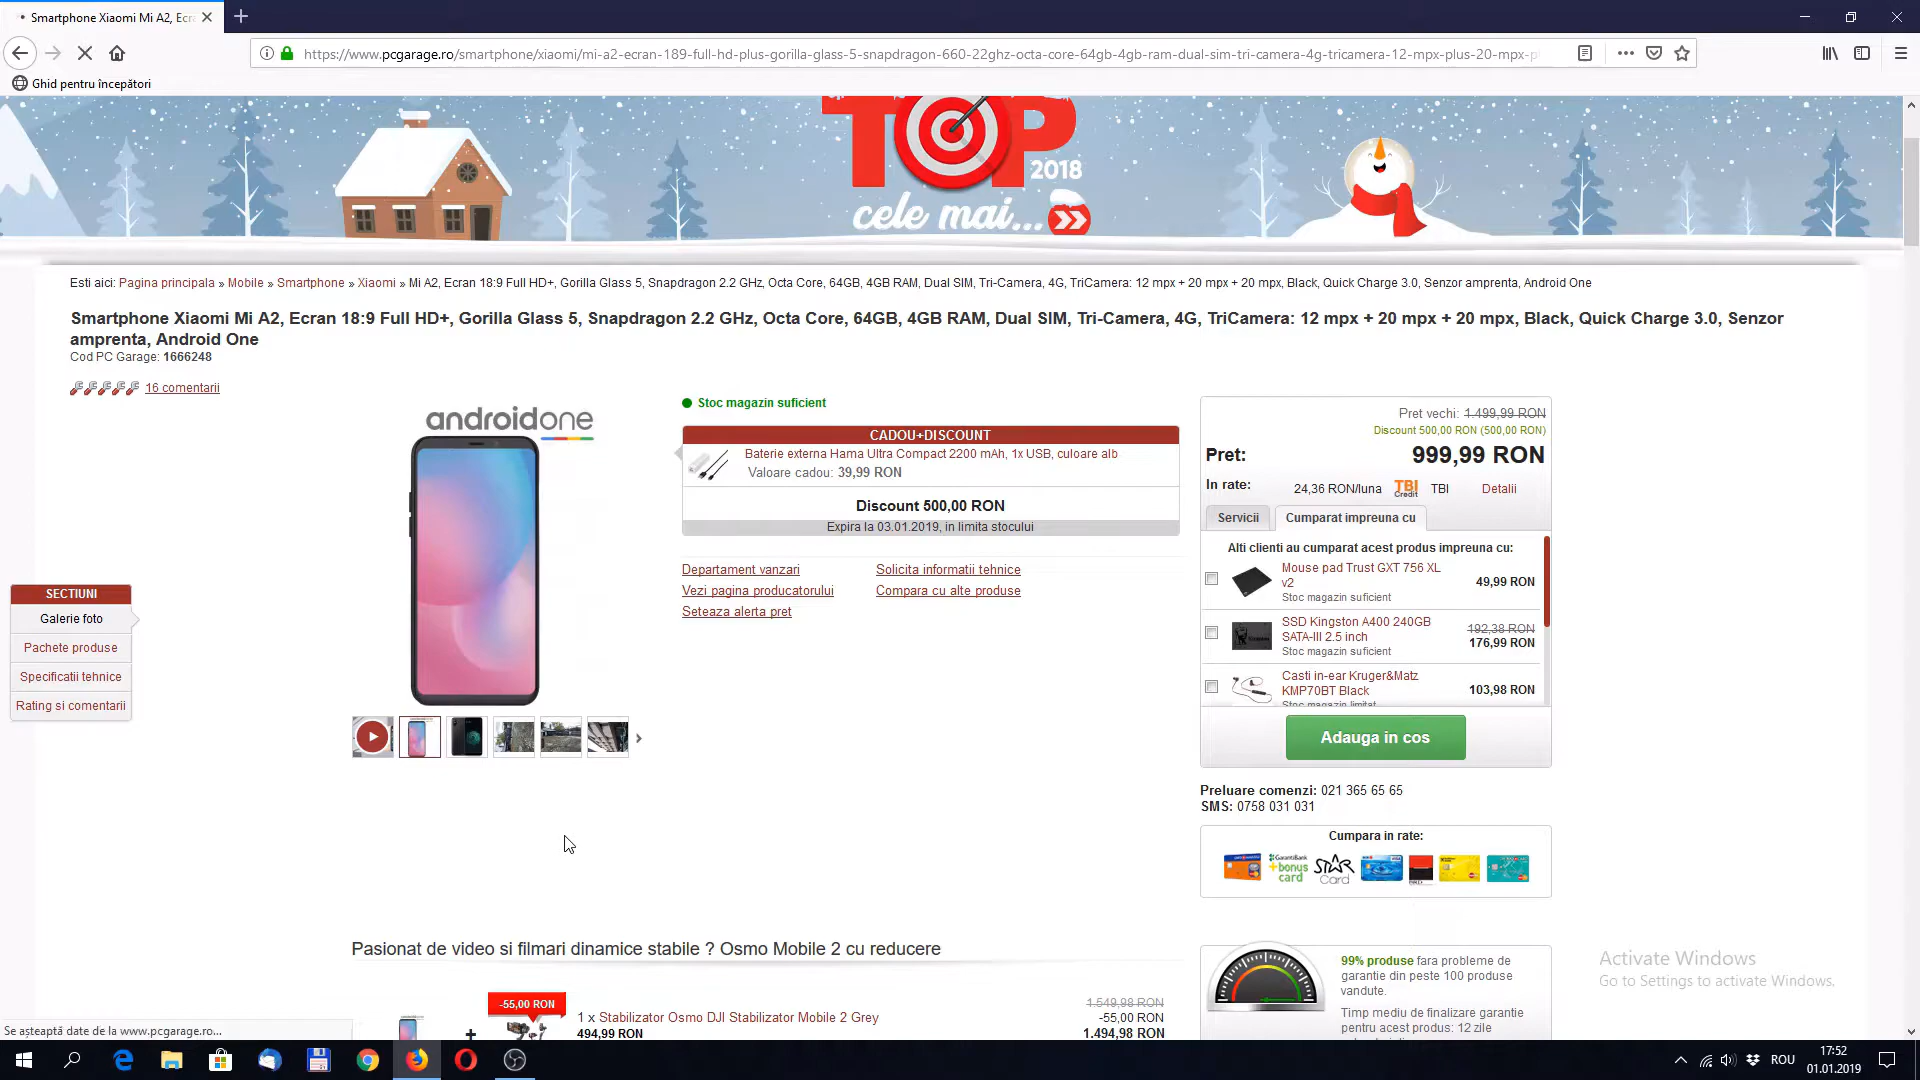 Smartphone Xiaomi Mi A2, Ecra
https://www.pcgarage.ro/smartphone/xiaomi/mi-a2-ecran-189-full-hd-plus-gorilla-glass-5-snapdragon-660-22ghz-octa-core-64gb-4gb-ram-dual-sim-tri-camera-4g-tricamera-12-mpx-plus-20-mpx-p
Ghid pentru începători
TOP
2018
cele mai...
Esti aici: Pagina principala » Mobile » Smartphone » Xiaomi » Mi A2, Ecran 18:9 Full HD+, Gorilla Glass 5, Snapdragon 2.2 GHz, Octa Core, 64GB, 4GB RAM, Dual SIM, Tri-Camera, 4G, TriCamera: 12 mpx + 20 mpx + 20 mpx, Black, Quick Charge 3.0, Senzor amprenta, Android One
Smartphone Xiaomi Mi A2, Ecran 18:9 Full HD+, Gorilla Glass 5, Snapdragon 2.2 GHz, Octa Core, 64GB, 4GB RAM, Dual SIM, Tri-Camera, 4G, TriCamera: 12 mpx + 20 mpx + 20 mpx, Black, Quick Charge 3.0, Senzor
amprenta, Android One
Cod PC Garage: 1666248
16 comentarii
androidone
SECTIUNI
Galerie foto
Pachete produse
Specificatii tehnice
Rating si comentarii
Stoc magazin suficient
CADOU+DISCOUNT
Baterie externa Hama Ultra Compact 2200 mAh, 1x USB, culoare alb
Valoare cadou: 39,99 RON
Discount 500,00 RON
Expira la 03.01.2019, in limita stocului
Departament vanzari
Solicita informatii tehnice
Vezi pagina producatorului
Compara cu alte produse
Seteaza alerta pret
Pret vechi: 1.499,99 RON
Discount 500,00 RON (500,00 RON)
Pret: 999,99 RON
In rate: 24,36 RON/luna TBI Credit TBI Detalii
Servicii
Cumparat impreuna cu
Alti clienti au cumparat acest produs impreuna cu:
Mouse pad Trust GXT 756 XL
v2
49,99 RON
Stoc magazin suficient
SSD Kingston A400 240GB
SATA-III 2.5 inch
192,38 RON
176,99 RON
Stoc magazin suficient
Casti in-ear Kruger&Matz
KMP70BT Black
103,98 RON
Stoc magazin limitat
Adauga in cos
Preluare comenzi: 021 365 65 65
SMS: 0758 031 031
Cumpara in rate:
GarantiBank
+bonus
card
STAR
Card
Pasionat de video si filmari dinamice stabile ? Osmo Mobile 2 cu reducere
-55,00 RON
+
1 x Stabilizator Osmo DJI Stabilizator Mobile 2 Grey
494,99 RON
1.549,98 RON
-55,00 RON
1.494,98 RON
99% produse fara probleme de
garantie din peste 100 produse
vandute.
Timp mediu de finalizare garantie
pentru acest produs: 12 zile
Activate Windows
Go to Settings to activate Windows.
Se așteaptă date de la www.pcgarage.ro...
ROU
17:52
01.01.2019